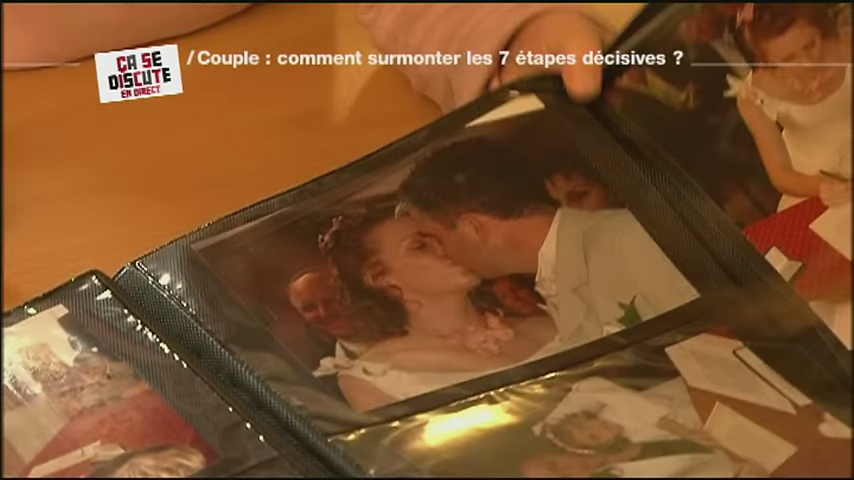 ÇA SE
DISCUTE
EN DIRECT
/Couple : comment surmonter les 7 étapes décisives ?